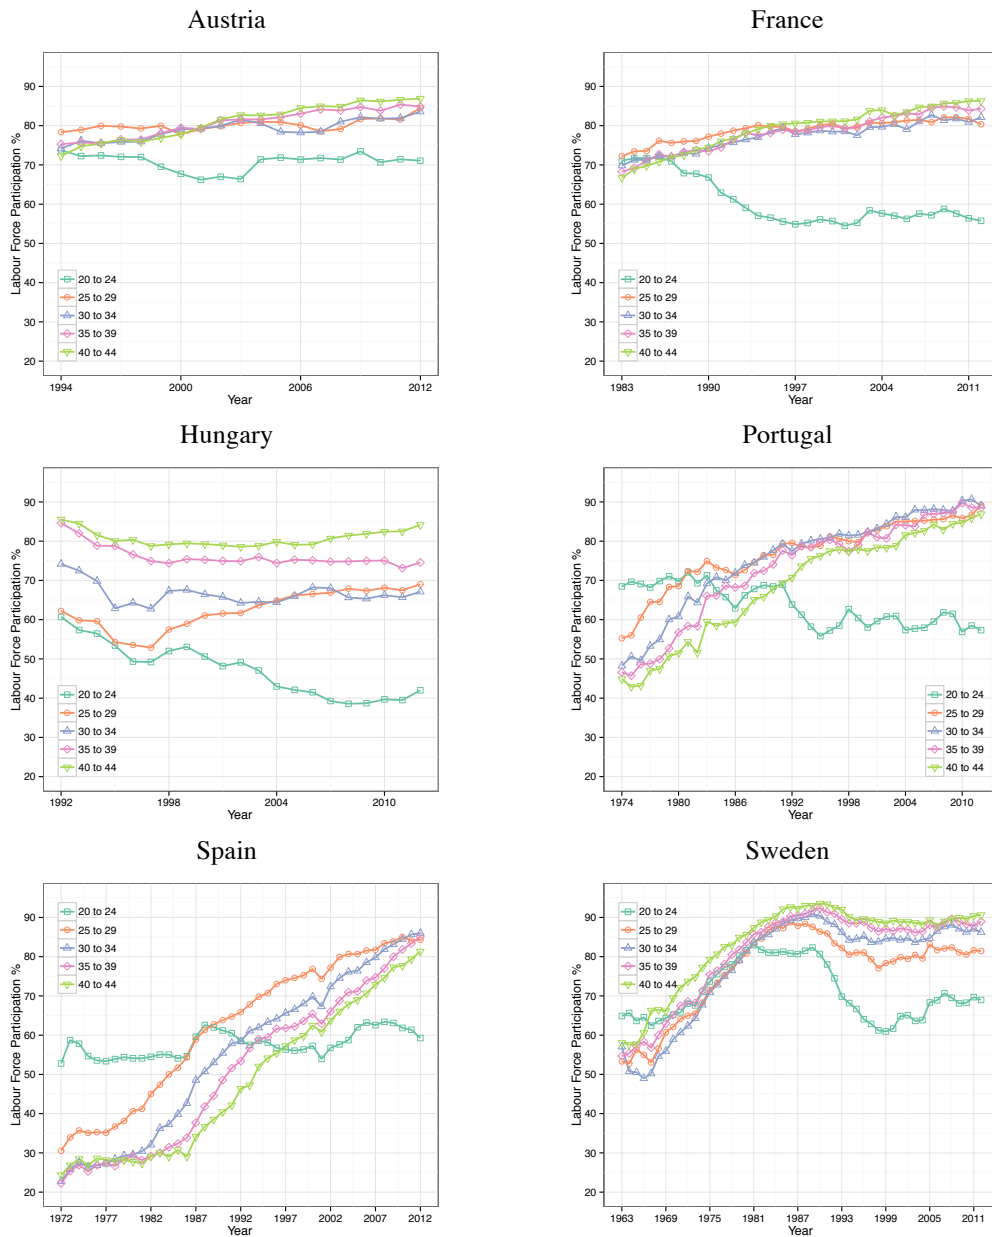 Austria
Labour Force Participation %
90
80
70
60
50
40
30
20
20 to 24
25 to 29
30 to 34
35 to 39
40 to 44
1994
2000
2006
2012
Year
France
Labour Force Participation %
90
80
70
60
50
40
30
20
20 to 24
25 to 29
30 to 34
35 to 39
40 to 44
1983
1990
1997
2004
2011
Year
Hungary
Labour Force Participation %
90
80
70
60
50
40
30
20
20 to 24
25 to 29
30 to 34
35 to 39
40 to 44
1992
1998
2004
2010
Year
Portugal
Labour Force Participation %
90
80
70
60
50
40
30
20
20 to 24
25 to 29
30 to 34
35 to 39
40 to 44
1974
1980
1986
1992
1998
2004
2010
Year
Spain
Labour Force Participation %
90
80
70
60
50
40
30
20
20 to 24
25 to 29
30 to 34
35 to 39
40 to 44
1972
1977
1982
1987
1992
1997
2002
2007
2012
Year
Sweden
Labour Force Participation %
90
80
70
60
50
40
30
20
20 to 24
25 to 29
30 to 34
35 to 39
40 to 44
1963
1969
1975
1981
1987
1993
1999
2005
2011
Year